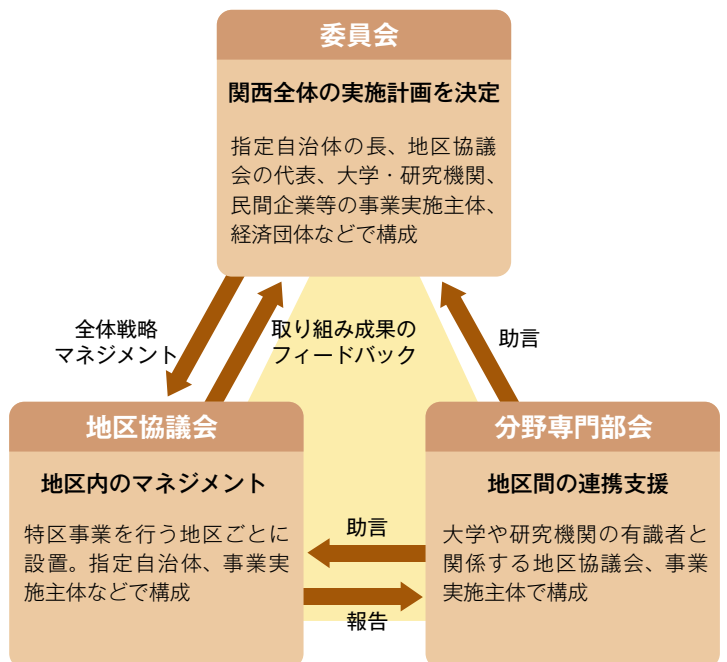 委員会
関西全体の実施計画を決定
指定自治体の長、地区協議
会の代表、大学・研究機関、
民間企業等の事業実施主体、
経済団体などで構成
全体戦略
マネジメント
取り組み成果の
フィードバック
助言
地区協議会
地区内のマネジメント
特区事業を行う地区ごとに
設置。指定自治体、事業実
施主体などで構成
助言
報告
分野専門部会
地区間の連携支援
大学や研究機関の有識者と
関係する地区協議会、事業
実施主体で構成